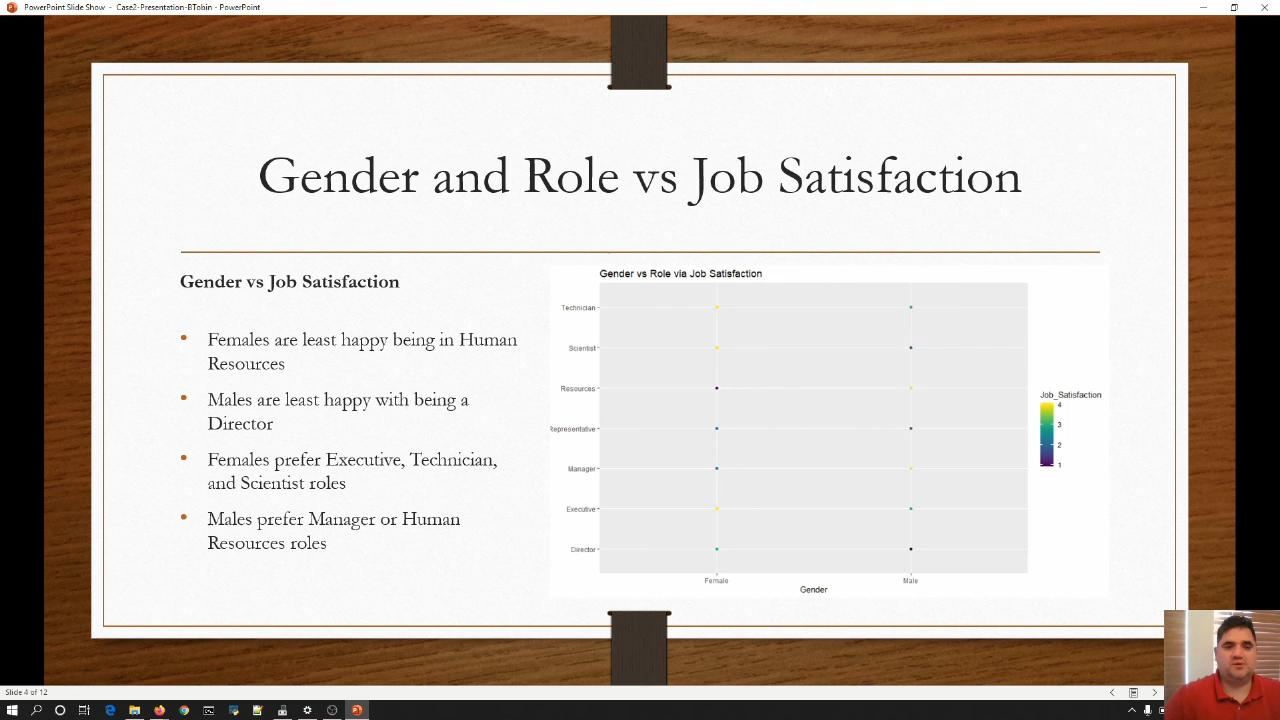 PowerPoint Slide Show - Case2-Presentation-BTobin - PowerPoint
Gender and Role vs Job Satisfaction
Gender vs Job Satisfaction
Females are least happy being in Human
Resources
Males are least happy with being a
Director
Females prefer Executive, Technician,
and Scientist roles
Males prefer Manager or Human
Resources roles
Gender vs Role via Job Satisfaction
Technician
Scientist
Resources
Representative
Manager
Executive
Director
Female
Male
Gender
Job_Satisfaction
4
3
2
1
Slide 4 of 12